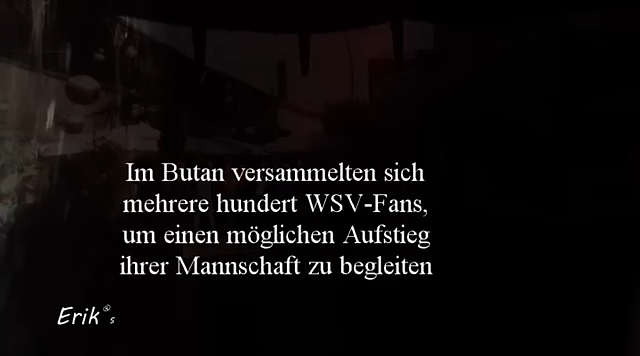 Im Butan versammelten sich
mehrere hundert WSV-Fans,
um einen möglichen Aufstieg
ihrer Mannschaft zu begleiten
Erik®s